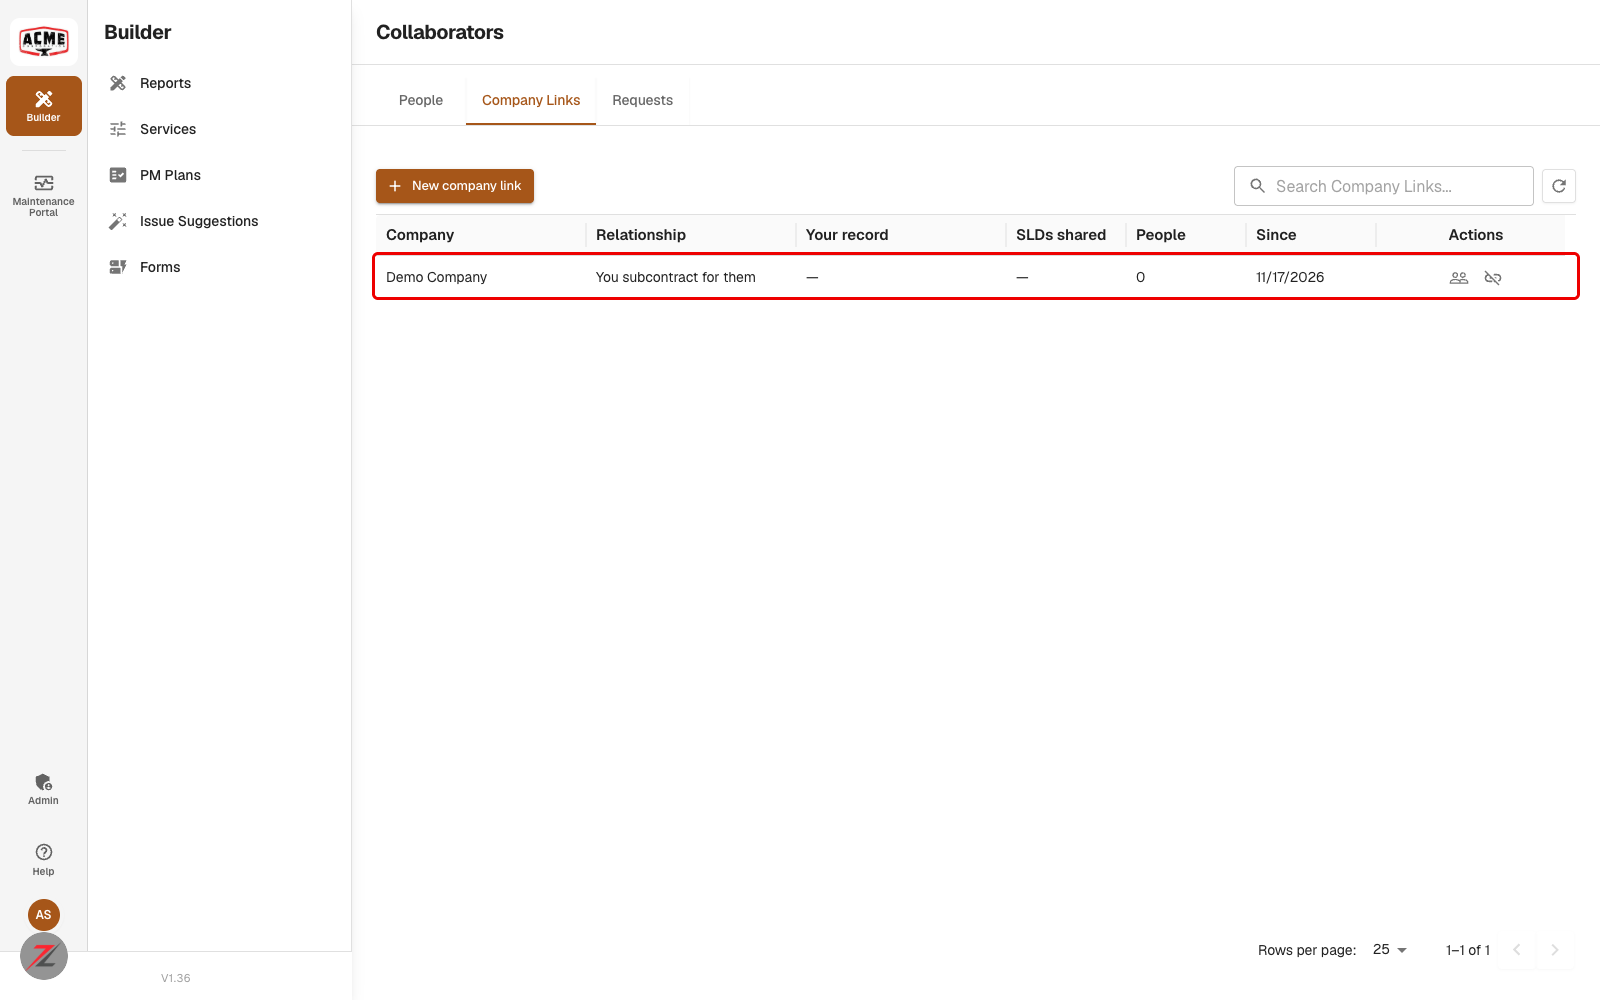 ACME
Builder
Maintenance
Portal
Admin
Help
AS
Builder
Reports
Services
PM Plans
Issue Suggestions
Forms
V1.36
Collaborators
People
Company Links
Requests
New company link
Search Company Links...
Company Relationship Your record SLDs shared People Since Actions
Demo Company You subcontract for them — — 0 11/17/2026
Rows per page: 25 1–1 of 1